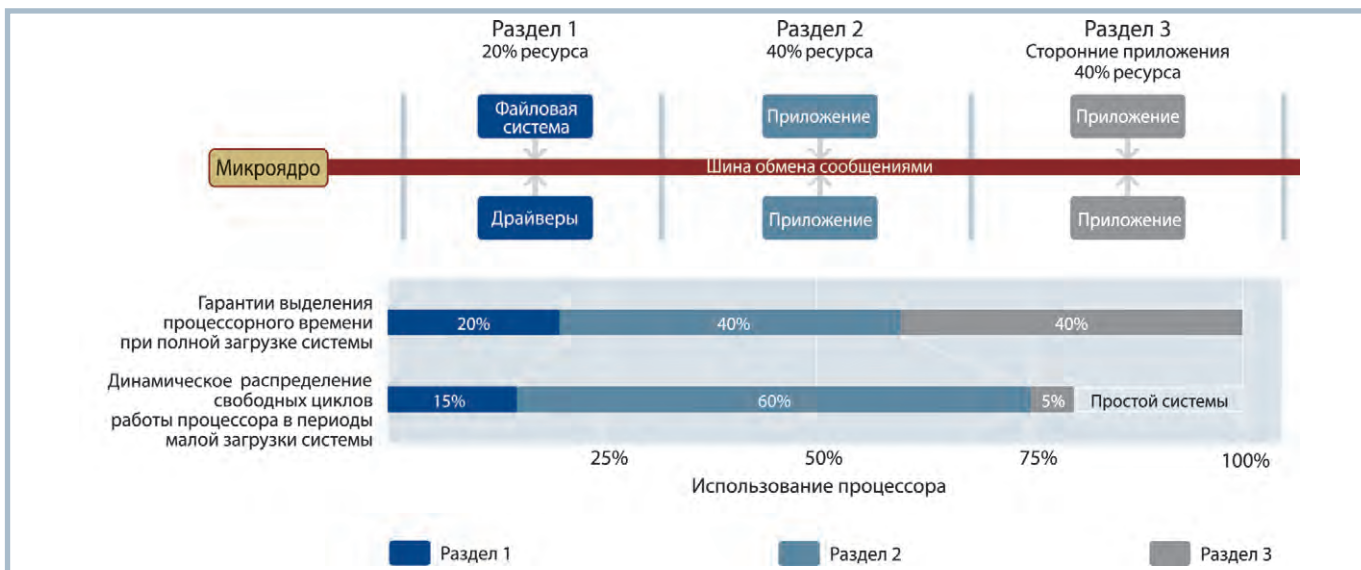 Раздел 1
20% ресурса
Раздел 2
40% ресурса
Раздел 3
Сторонние приложения
40% ресурса
Файловая
система
Приложение
Приложение
Микроядро
Шина обмена сообщениями
Драйверы
Приложение
Приложение
Гарантии выделения
процессорного времени
при полной загрузке системы
20%
40%
40%
Динамическое распределение
свободных циклов
работы процессора в периоды
малой загрузки системы
15%
60%
5%
Простой системы
25%
50%
75%
100%
Использование процессора
Раздел 1
Раздел 2
Раздел 3